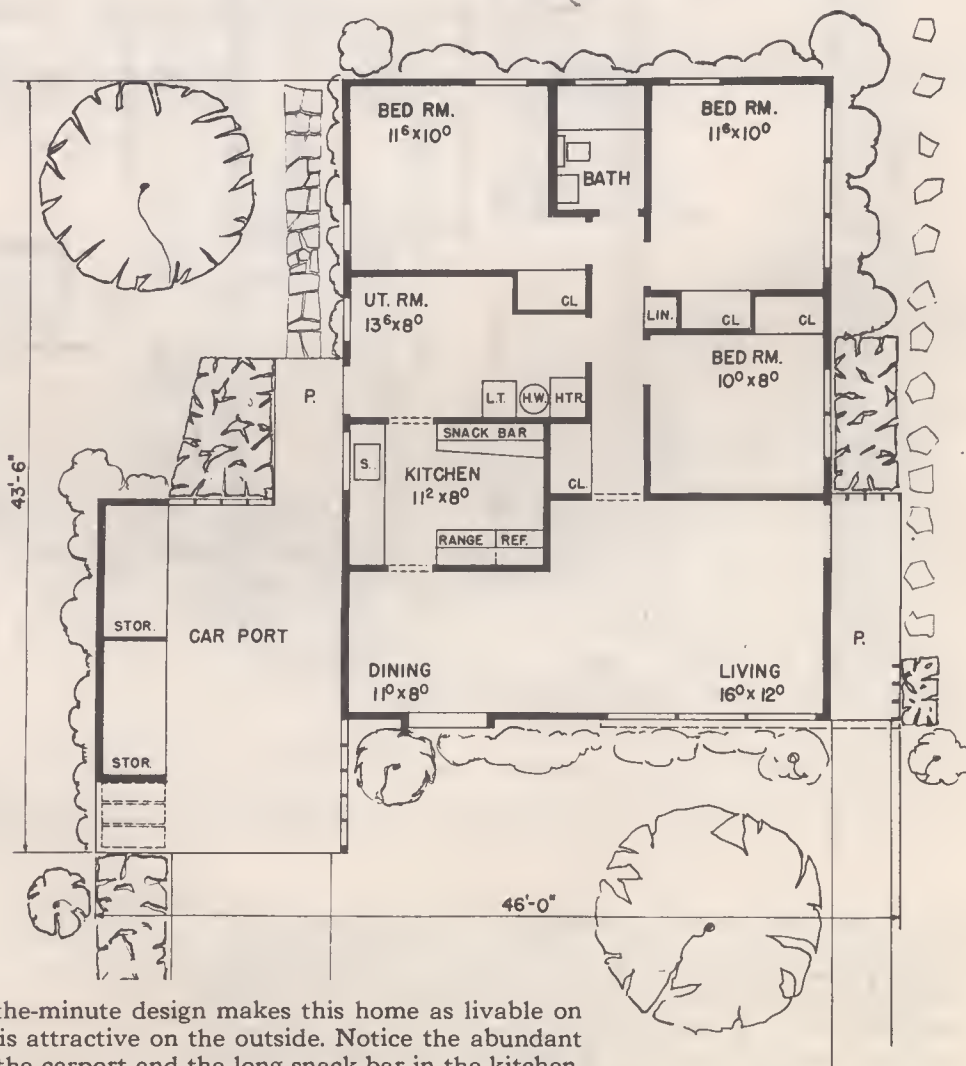 BED RM.
11⁶x10⁰
BATH
BED RM.
11⁶x10⁰
UT. RM.
13⁶x8⁰
CL.
LIN.
CL
CL
BED RM.
10⁰x8⁰
P.
L.T.
H.W.
HTR.
SNACK BAR
S.
KITCHEN
11²x8⁰
CL.
RANGE
REF.
43'-6"
STOR.
CAR PORT
STOR.
DINING
11⁰x8⁰
LIVING
16⁰x12⁰
P.
46'-0"
the-minute design makes this home as livable on
is attractive on the outside. Notice the abundant
the carport and the long snack bar in the kitchen.